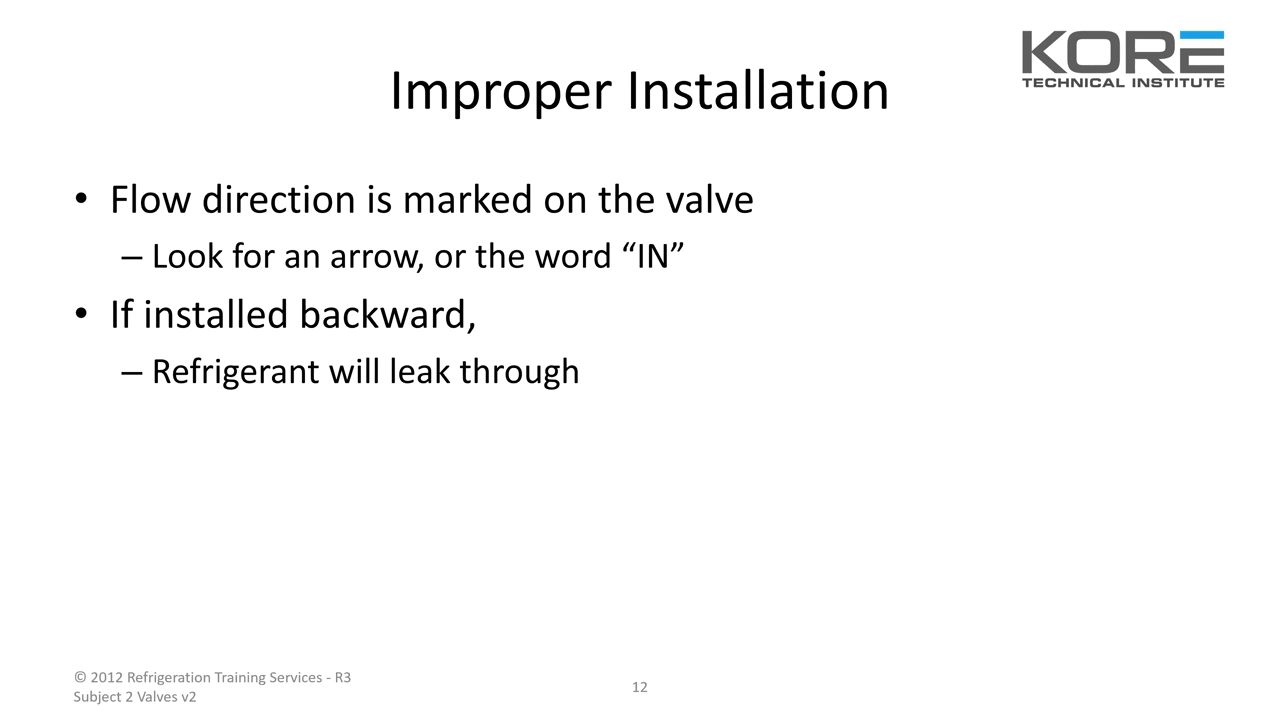 KORE
TECHNICAL INSTITUTE
Improper Installation
• Flow direction is marked on the valve
– Look for an arrow, or the word “IN”
• If installed backward,
– Refrigerant will leak through
© 2012 Refrigeration Training Services - R3
Subject 2 Valves v2
12